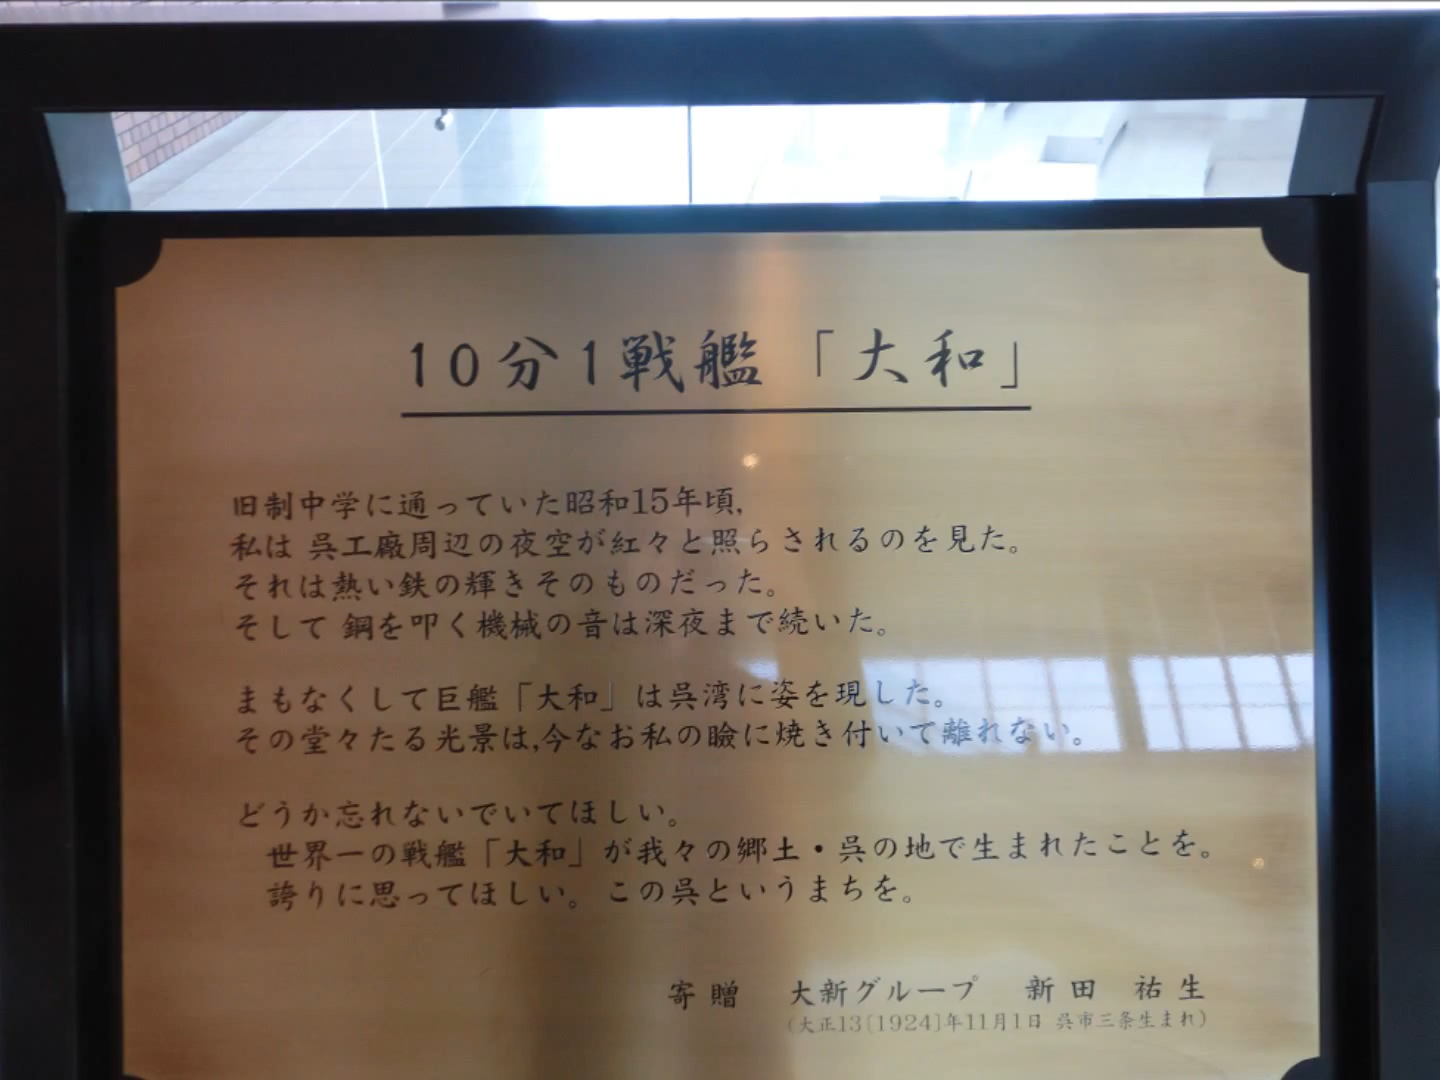 10分1戦艦「大和」
旧制中学に通っていた昭和15年頃,
私は 呉工廠周辺の夜空が紅々と照らされるのを見た。
それは熱い鉄の輝きそのものだった。
そして 鋼を叩く機械の音は深夜まで続いた。
まもなくして巨艦「大和」は呉湾に姿を現した。
その堂々たる光景は,今なお私の瞼に焼き付いて離れない。
どうか忘れないでいてほしい。
世界一の戦艦「大和」が我々の郷土・呉の地で生まれたことを。
誇りに思ってほしい。この呉というまちを。
寄贈 大新グループ 新田 祐生
(大正13[1924]年11月1日 呉市三条生まれ)